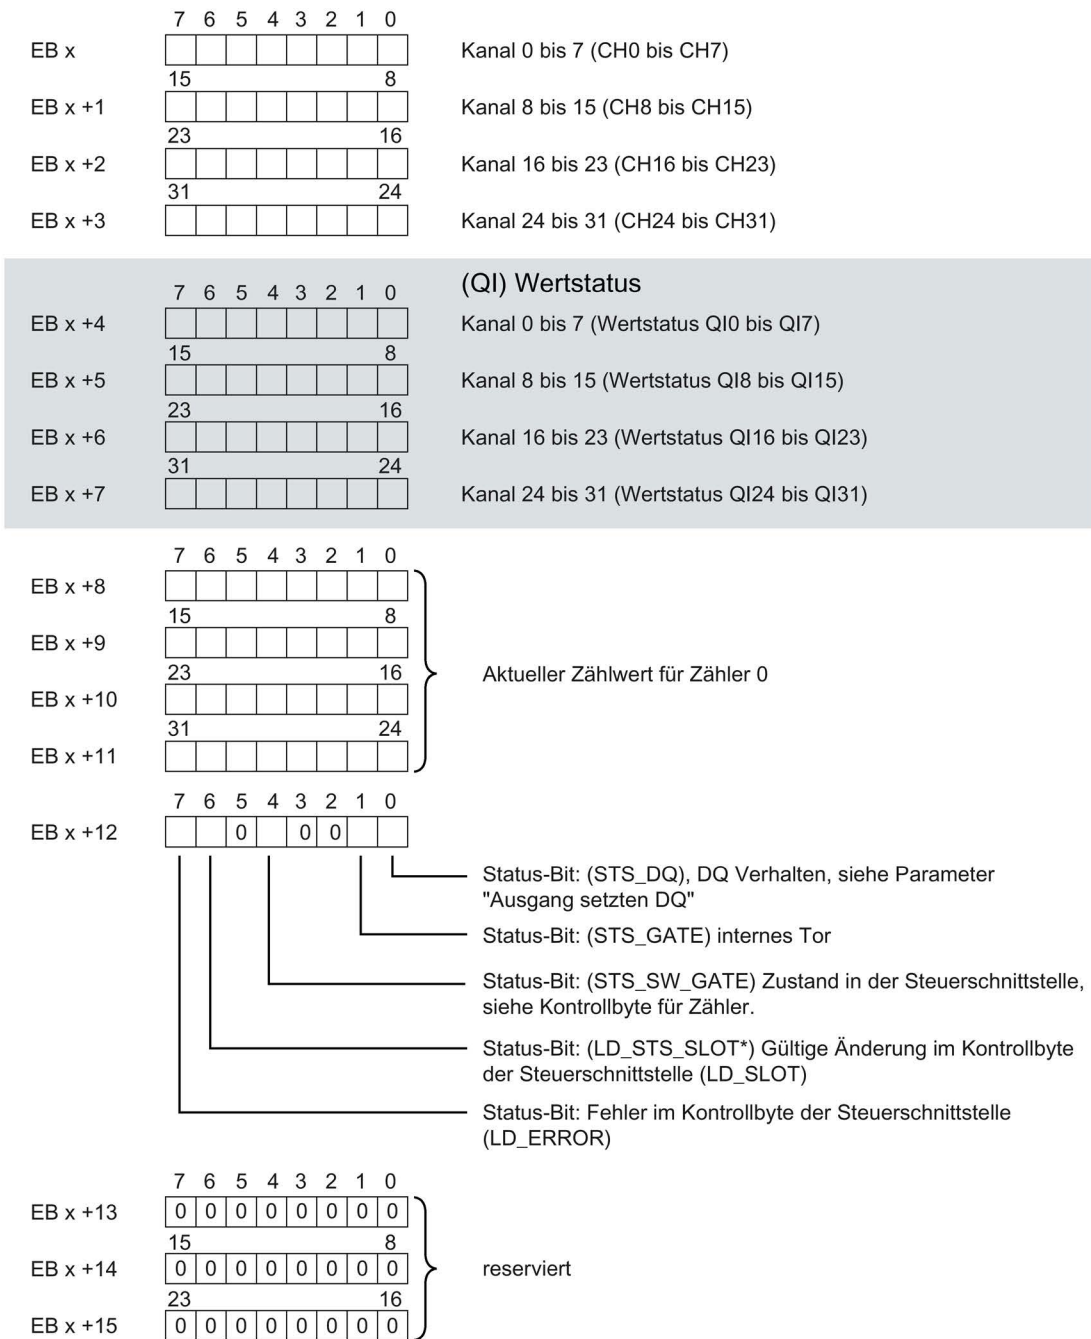 7 6 5 4 3 2 1 0
EB x Kanal 0 bis 7 (CH0 bis CH7)
15 8
EB x +1 Kanal 8 bis 15 (CH8 bis CH15)
23 16
EB x +2 Kanal 16 bis 23 (CH16 bis CH23)
31 24
EB x +3 Kanal 24 bis 31 (CH24 bis CH31)
(QI) Wertstatus
7 6 5 4 3 2 1 0
EB x +4 Kanal 0 bis 7 (Wertstatus QI0 bis QI7)
15 8
EB x +5 Kanal 8 bis 15 (Wertstatus QI8 bis QI15)
23 16
EB x +6 Kanal 16 bis 23 (Wertstatus QI16 bis QI23)
31 24
EB x +7 Kanal 24 bis 31 (Wertstatus QI24 bis QI31)
7 6 5 4 3 2 1 0
EB x +8
15 8
EB x +9
23 16
Aktueller Zählwert für Zähler 0
EB x +10
31 24
EB x +11
7 6 5 4 3 2 1 0
EB x +12 0 0 0
Status-Bit: (STS_DQ), DQ Verhalten, siehe Parameter
"Ausgang setzten DQ"
Status-Bit: (STS_GATE) internes Tor
Status-Bit: (STS_SW_GATE) Zustand in der Steuerschnittstelle,
siehe Kontrollbyte für Zähler.
Status-Bit: (LD_STS_SLOT*) Gültige Änderung im Kontrollbyte
der Steuerschnittstelle (LD_SLOT)
Status-Bit: Fehler im Kontrollbyte der Steuerschnittstelle
(LD_ERROR)
7 6 5 4 3 2 1 0
EB x +13 0 0 0 0 0 0 0 0
15 8
EB x +14 0 0 0 0 0 0 0 0 reserviert
23 16
EB x +15 0 0 0 0 0 0 0 0